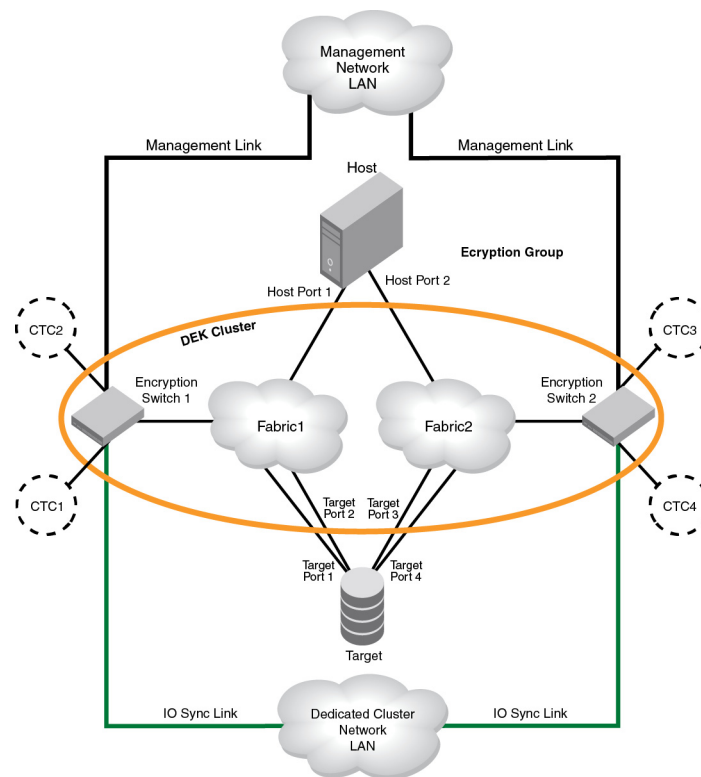 Management
Network
LAN
Management Link
Management Link
Host
Ecryption Group
Host Port 1
Host Port 2
DEK Cluster
CTC2
CTC3
Encryption
Switch 1
Encryption
Switch 2
Fabric1
Fabric2
CTC1
CTC4
Target
Port 2
Target
Port 3
Target
Port 1
Target
Port 4
Target
IO Sync Link
Dedicated Cluster
Network
LAN
IO Sync Link